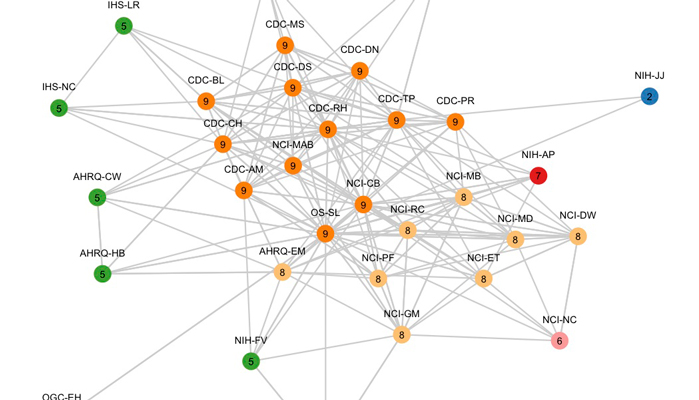 IHS-LR
5
CDC-MS
9
CDC-DN
9
CDC-DS
9
NIH-JJ
2
CDC-BL
9
IHS-NC
5
CDC-TP
9
CDC-PR
9
CDC-RH
9
CDC-CH
9
NCI-MAB
9
NIH-AP
7
CDC-AM
9
AHRQ-CW
5
NCI-CB
9
NCI-MB
8
OS-SL
9
NCI-RC
8
NCI-MD
8
NCI-DW
8
AHRQ-HB
5
AHRQ-EM
8
NCI-PF
8
NCI-ET
8
NCI-GM
8
NCI-NC
6
NIH-FV
5
OGC-EH